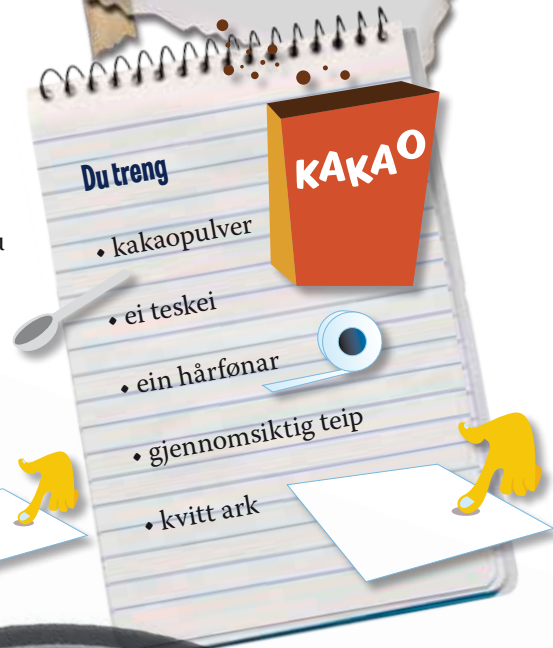 KAKAO
Du treng
• kakaopulver
• ei teskei
• ein hårfønar
• gjennomsiktig teip
• kvitt ark